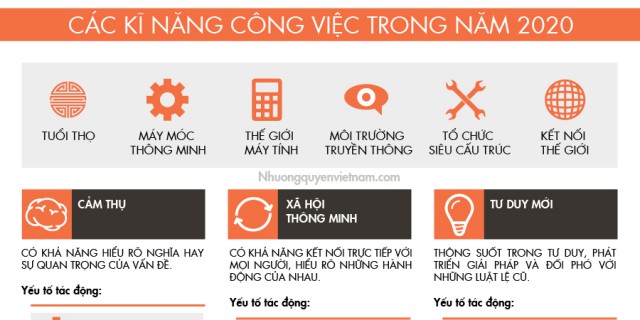 CÁC KĨ NĂNG CÔNG VIỆC TRONG NĂM 2020
TUỔI THỌ
MÁY MÓC
THÔNG MINH
THẾ GIỚI
MÁY TÍNH
MÔI TRƯỜNG
TRUYỀN THÔNG
TỔ CHỨC
SIÊU CẤU TRÚC
KẾT NỐI
THẾ GIỚI
Nhuongquyenvietnam.com
CẢM THỤ
CÓ KHẢ NĂNG HIỂU RÕ NGHĨA HAY
SỰ QUAN TRỌNG CỦA VẤN ĐỀ.
Yếu tố tác động:
XÃ HỘI
THÔNG MINH
CÓ KHẢ NĂNG KẾT NỐI TRỰC TIẾP VỚI
MỌI NGƯỜI, HIỂU RÕ NHỮNG HÀNH
ĐỘNG CỦA NHAU.
Yếu tố tác động:
TƯ DUY MỚI
THÔNG SUỐT TRONG TƯ DUY, PHÁT
TRIỂN GIẢI PHÁP VÀ ĐỐI PHÓ VỚI
NHỮNG LUẬT LỆ CŨ.
Yếu tố tác động: